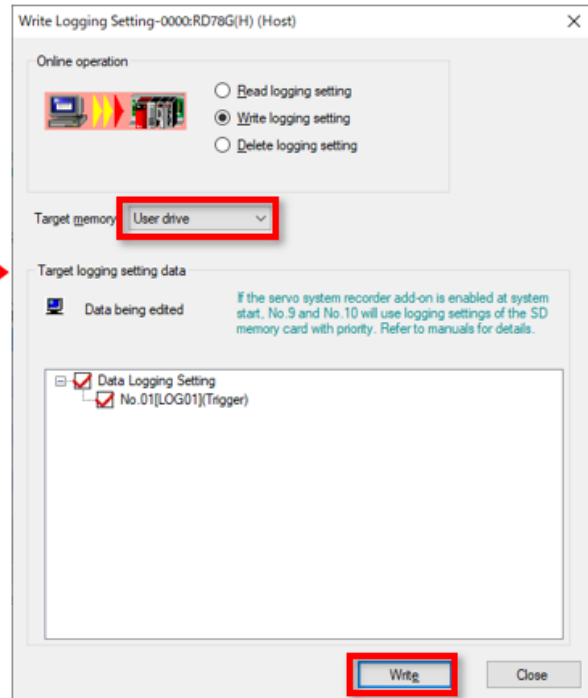 Write Logging Setting-0000:RD78G(H) (Host)
Online operation
Read logging setting
Write logging setting
Delete logging setting
Target memory
User drive
Target logging setting data
Data being edited
If the servo system recorder add-on is enabled at system
start, No.9 and No.10 will use logging settings of the SD
memory card with priority. Refer to manuals for details.
Data Logging Setting
No.01[LOG01](Trigger)
Write
Close